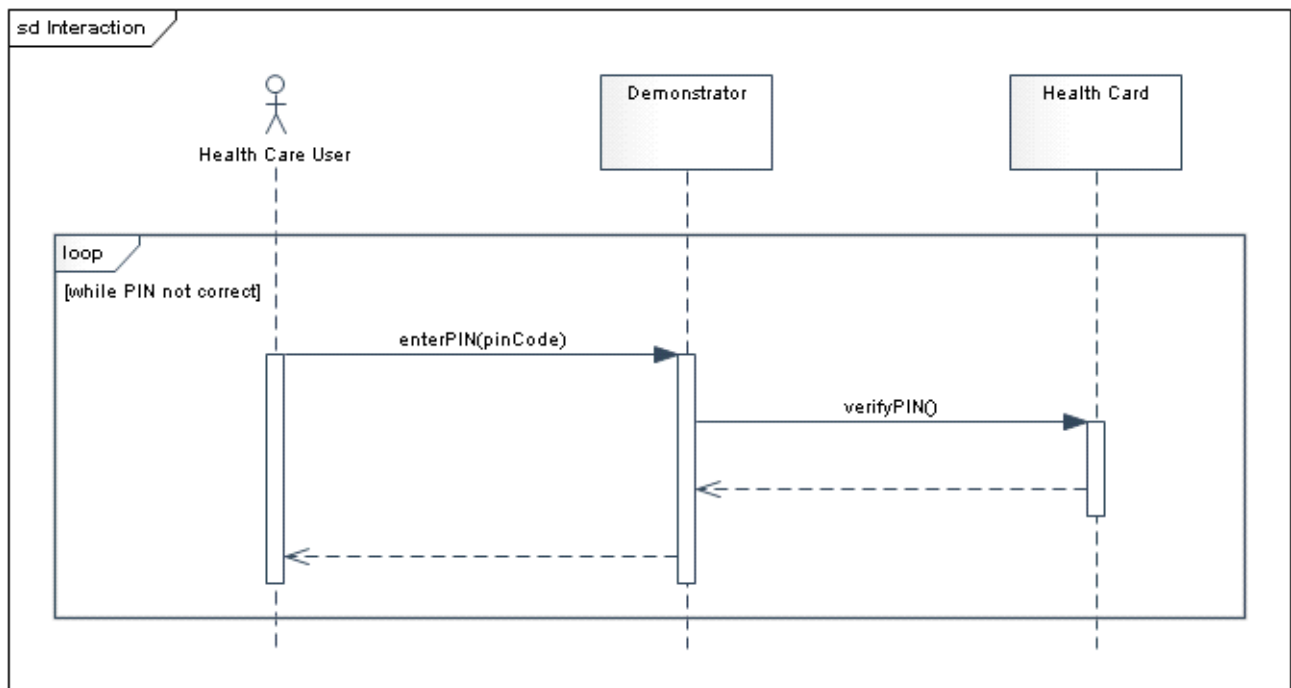 sd Interaction
Demonstrator
Health Card
Health Care User
loop
[while PIN not correct]
enterPIN(pinCode)
verifyPIN()